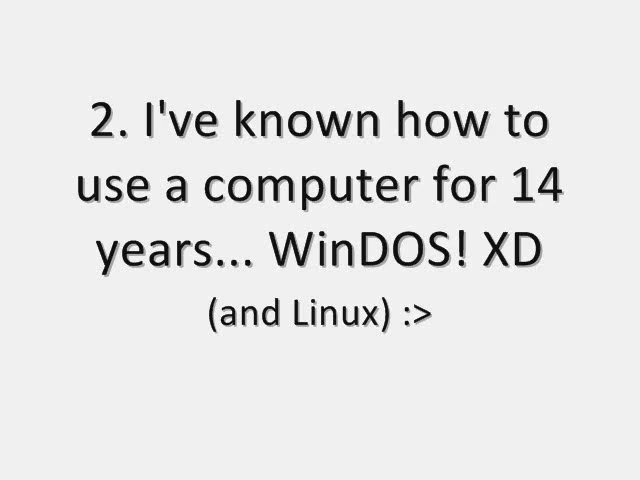 2. I've known how to
use a computer for 14
years... WinDOS! XD
(and Linux) :>